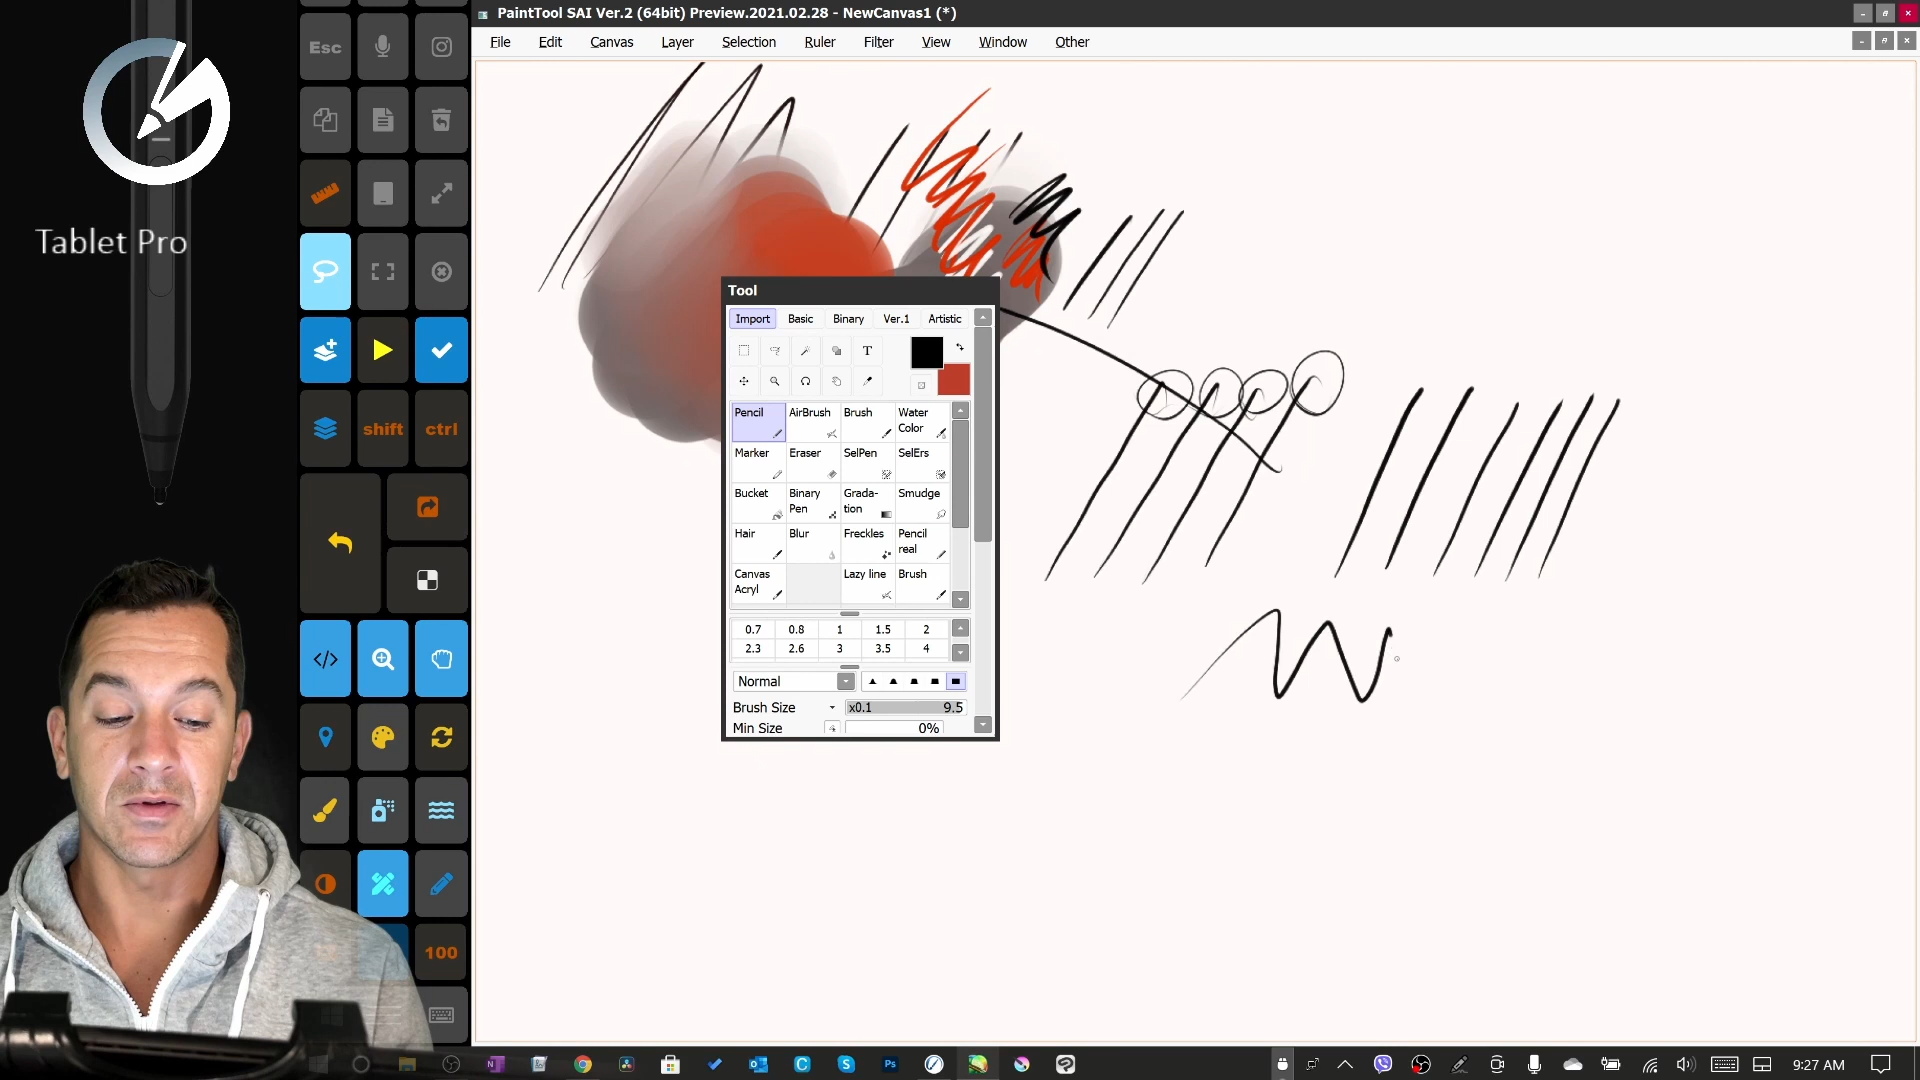 PaintTool SAI Ver.2 (64bit) Preview.2021.02.28 - NewCanvas1 (*)
File Edit Canvas Layer Selection Ruler Filter View Window Other
Esc
Tablet Pro
shift ctrl
100
Tool
Import Basic Binary Ver.1 Artistic
T
Pencil AirBrush Brush Water Color
Marker Eraser SelPen SelErs
Bucket Binary Pen Grada-tion Smudge
Hair Blur Freckles Pencil real
Canvas Acryl Lazy line Brush
0.7 0.8 1 1.5 2
2.3 2.6 3 3.5 4
Normal
Brush Size x0.1 9.5
Min Size 0%
Ps
9:27 AM